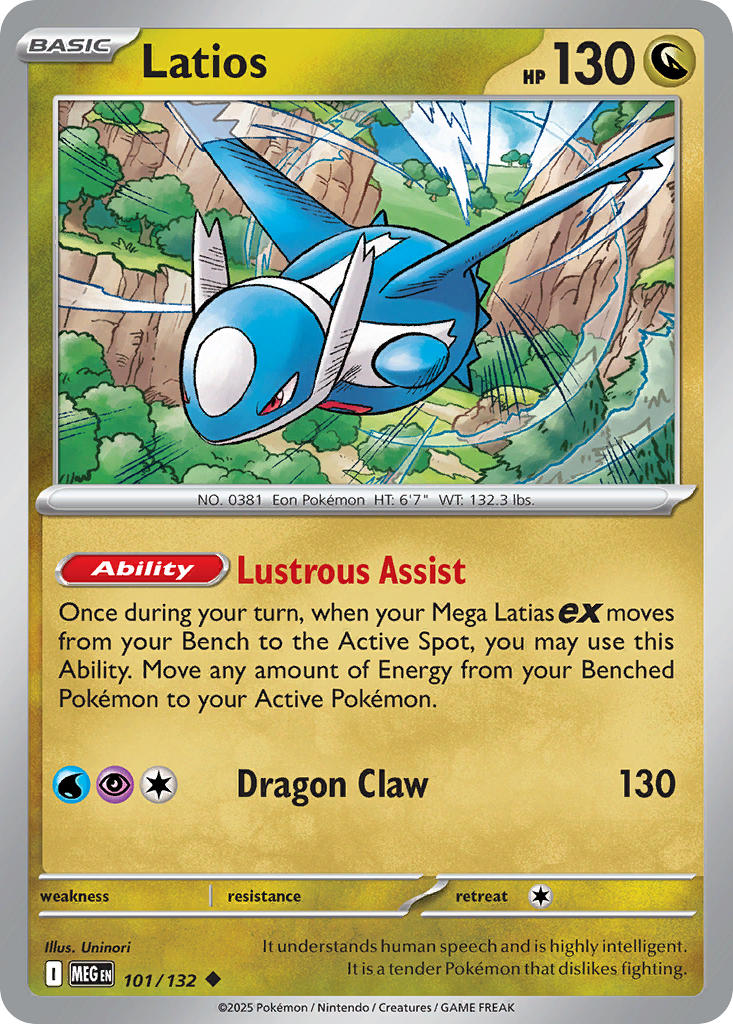 BASIC
Latios
HP 130
NO. 0381 Eon Pokémon HT: 6'7" WT: 132.3 lbs.
Ability Lustrous Assist
Once during your turn, when your Mega Latias ex moves
from your Bench to the Active Spot, you may use this
Ability. Move any amount of Energy from your Benched
Pokémon to your Active Pokémon.
Dragon Claw 130
weakness resistance retreat
Illus. Uninori
It understands human speech and is highly intelligent.
It is a tender Pokémon that dislikes fighting.
I MEG EN 101/132
©2025 Pokémon / Nintendo / Creatures / GAME FREAK